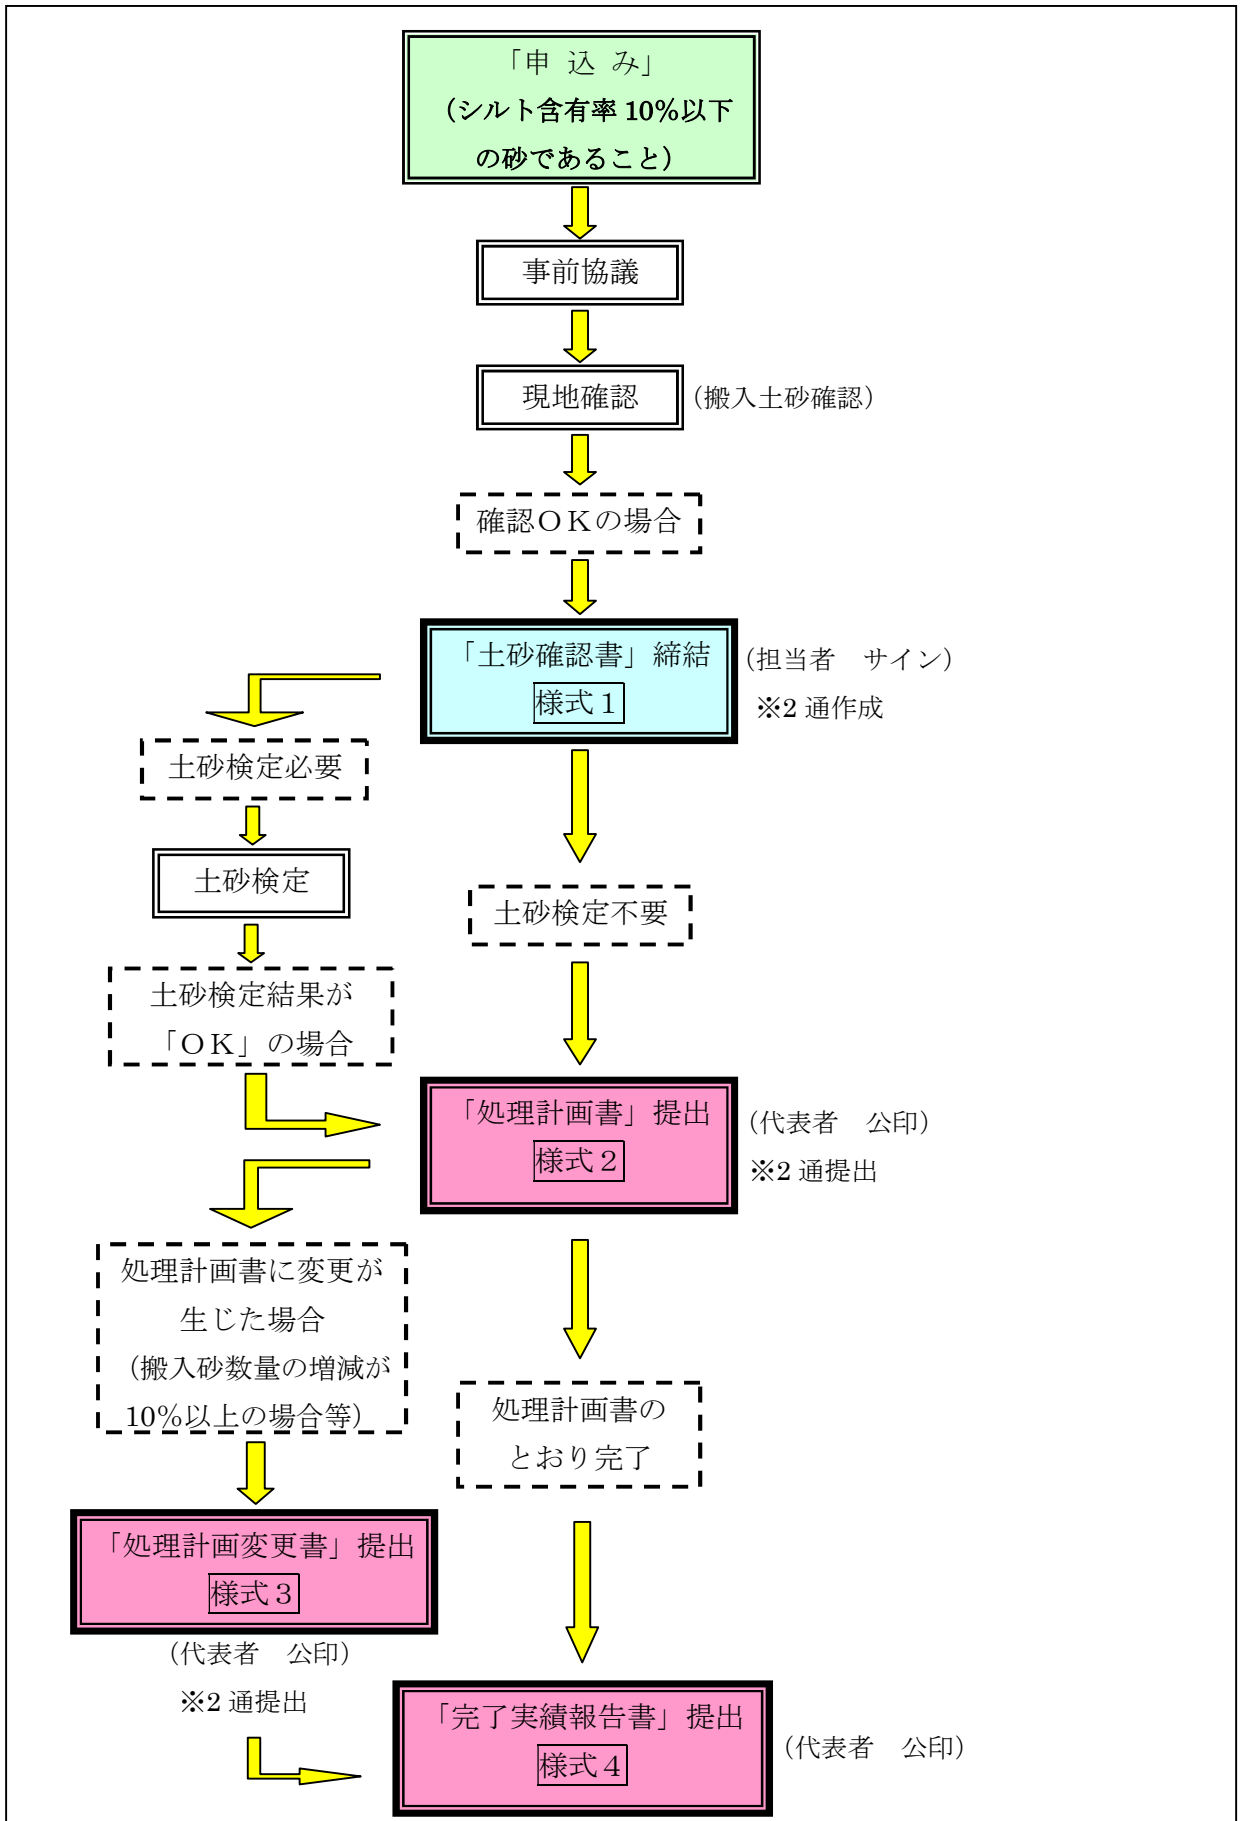 「申 込 み」
（シルト含有率 10％以下
の砂であること）
事前協議
現地確認
（搬入土砂確認）
確認ＯＫの場合
「土砂確認書」締結
様式１
（担当者　サイン）
※2 通作成
土砂検定必要
土砂検定
土砂検定不要
土砂検定結果が
「ＯＫ」の場合
「処理計画書」提出
様式２
（代表者　公印）
※2 通提出
処理計画書に変更が
生じた場合
（搬入砂数量の増減が
10％以上の場合等）
処理計画書の
とおり完了
「処理計画変更書」提出
様式３
（代表者　公印）
※2 通提出
「完了実績報告書」提出
様式４
（代表者　公印）